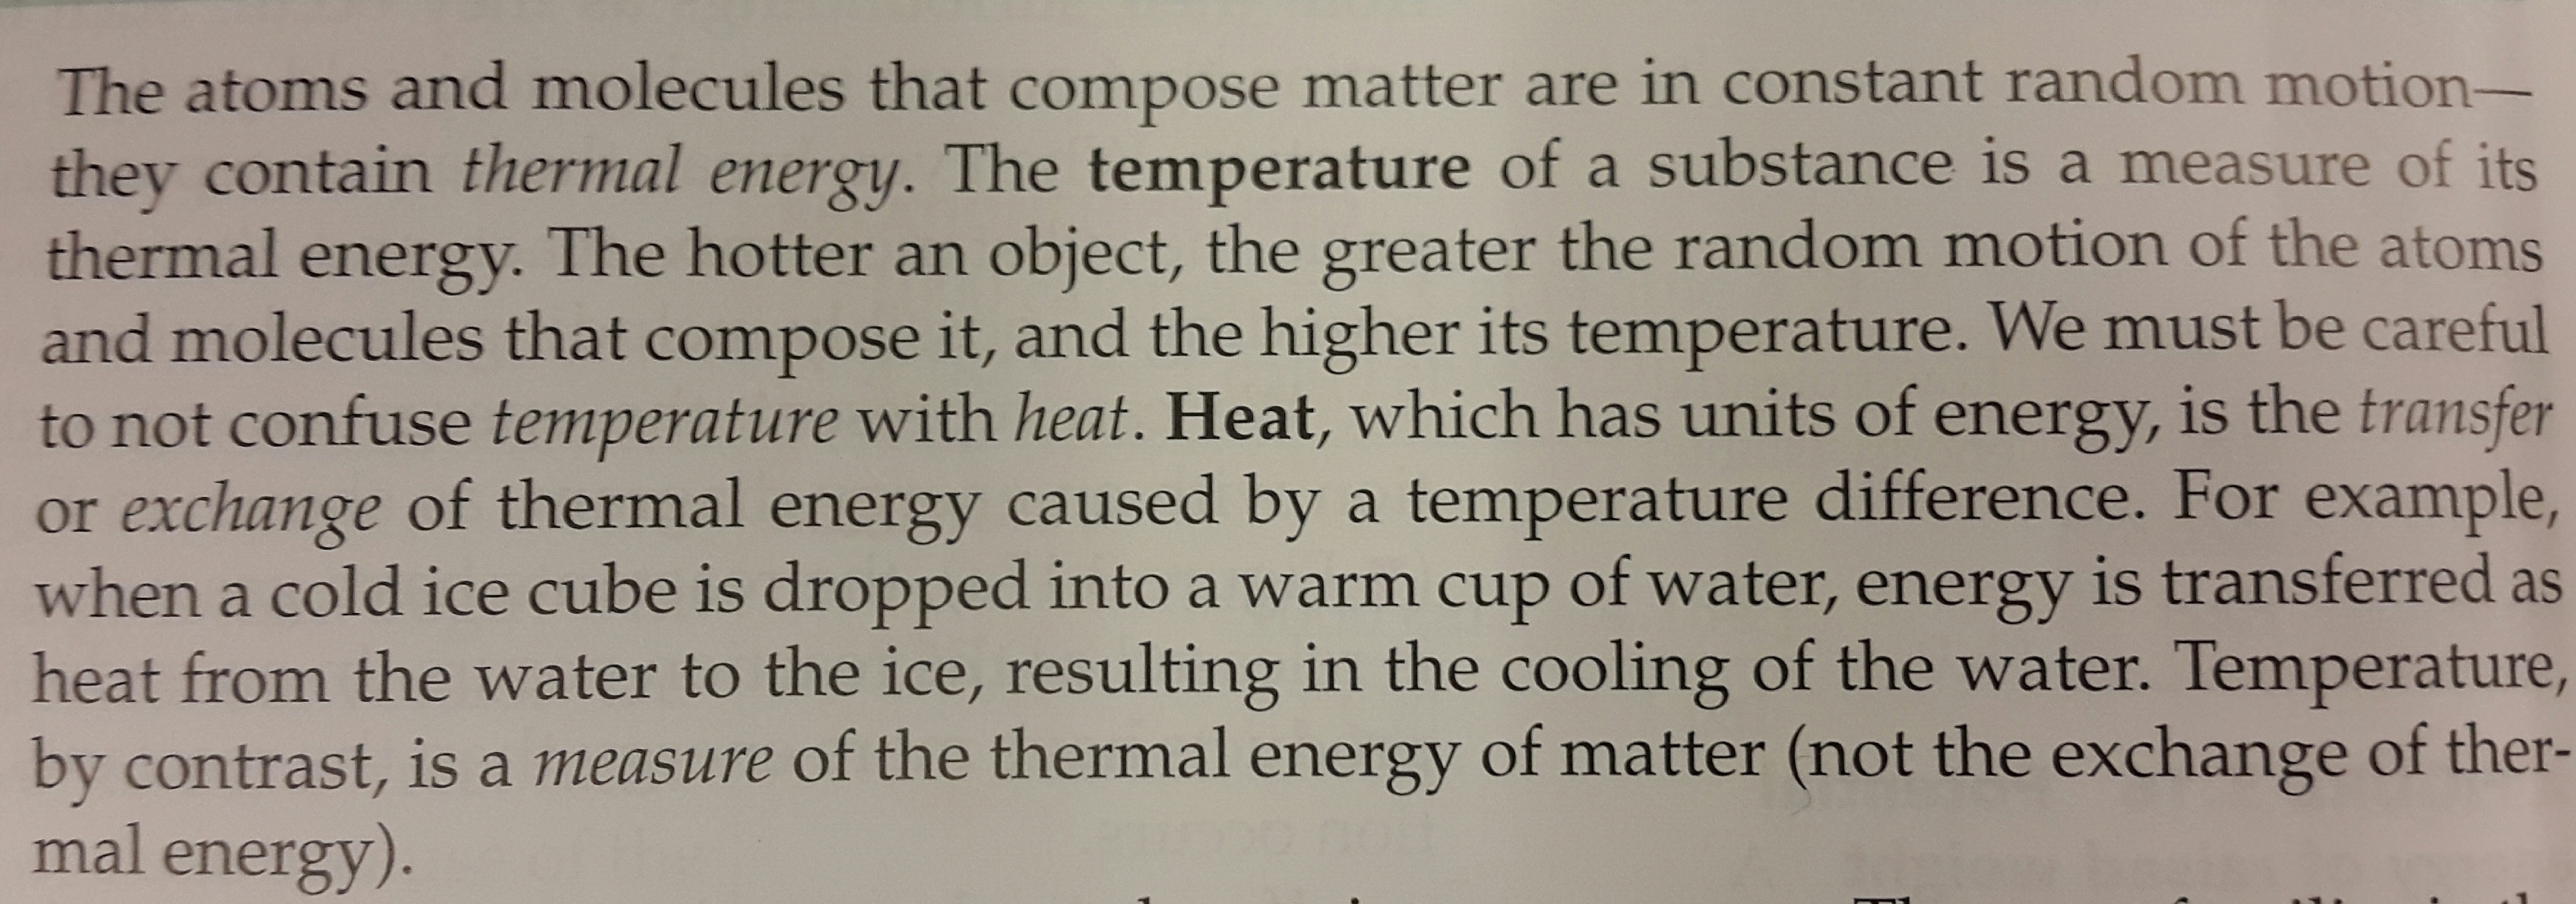 The atoms and molecules that compose matter are in constant random motion—
they contain thermal energy. The temperature of a substance is a measure of its
thermal energy. The hotter an object, the greater the random motion of the atoms
and molecules that compose it, and the higher its temperature. We must be careful
to not confuse temperature with heat. Heat, which has units of energy, is the transfer
or exchange of thermal energy caused by a temperature difference. For example,
when a cold ice cube is dropped into a warm cup of water, energy is transferred as
heat from the water to the ice, resulting in the cooling of the water. Temperature,
by contrast, is a measure of the thermal energy of matter (not the exchange of ther-
mal energy).